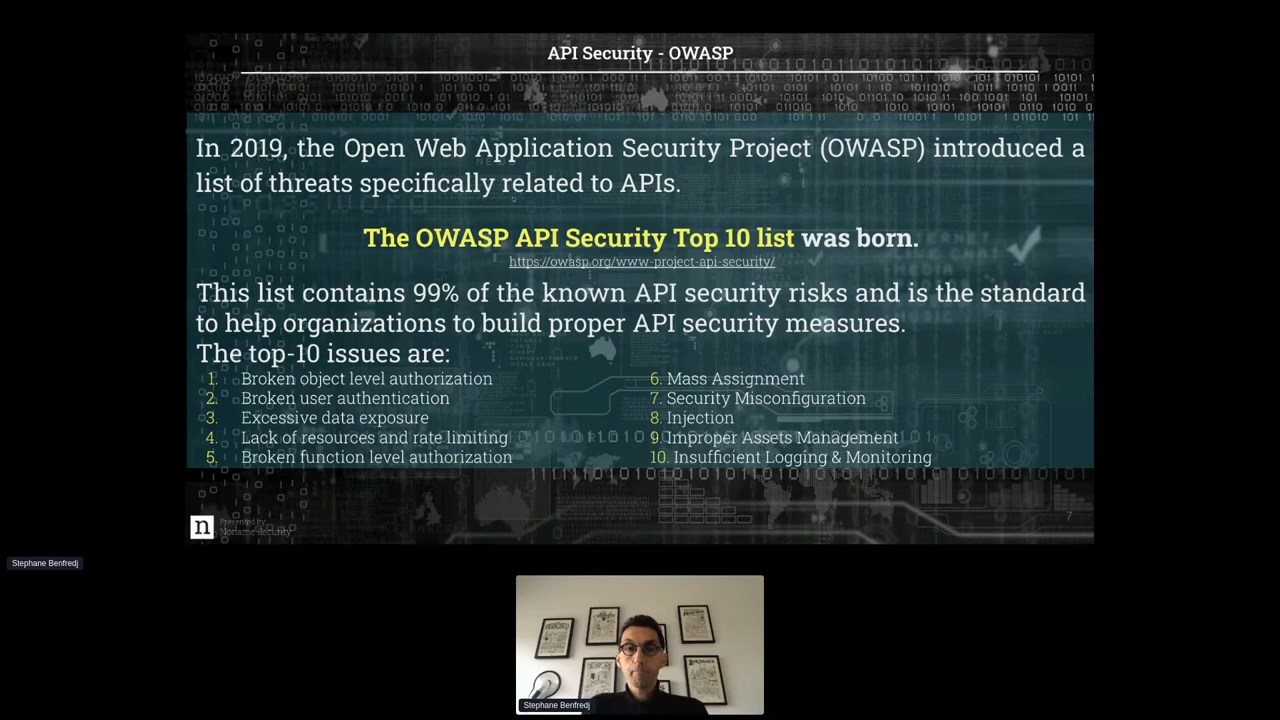 API Security - OWASP
In 2019, the Open Web Application Security Project (OWASP) introduced a
list of threats specifically related to APIs.
The OWASP API Security Top 10 list was born.
https://owasp.org/www-project-api-security/
This list contains 99% of the known API security risks and is the standard
to help organizations to build proper API security measures.
The top-10 issues are:
1. Broken object level authorization
2. Broken user authentication
3. Excessive data exposure
4. Lack of resources and rate limiting
5. Broken function level authorization
6. Mass Assignment
7. Security Misconfiguration
8. Injection
9. Improper Assets Management
10. Insufficient Logging & Monitoring
n
Presented by
Noname Security
7
Stephane Benfredj
Stephane Benfredj